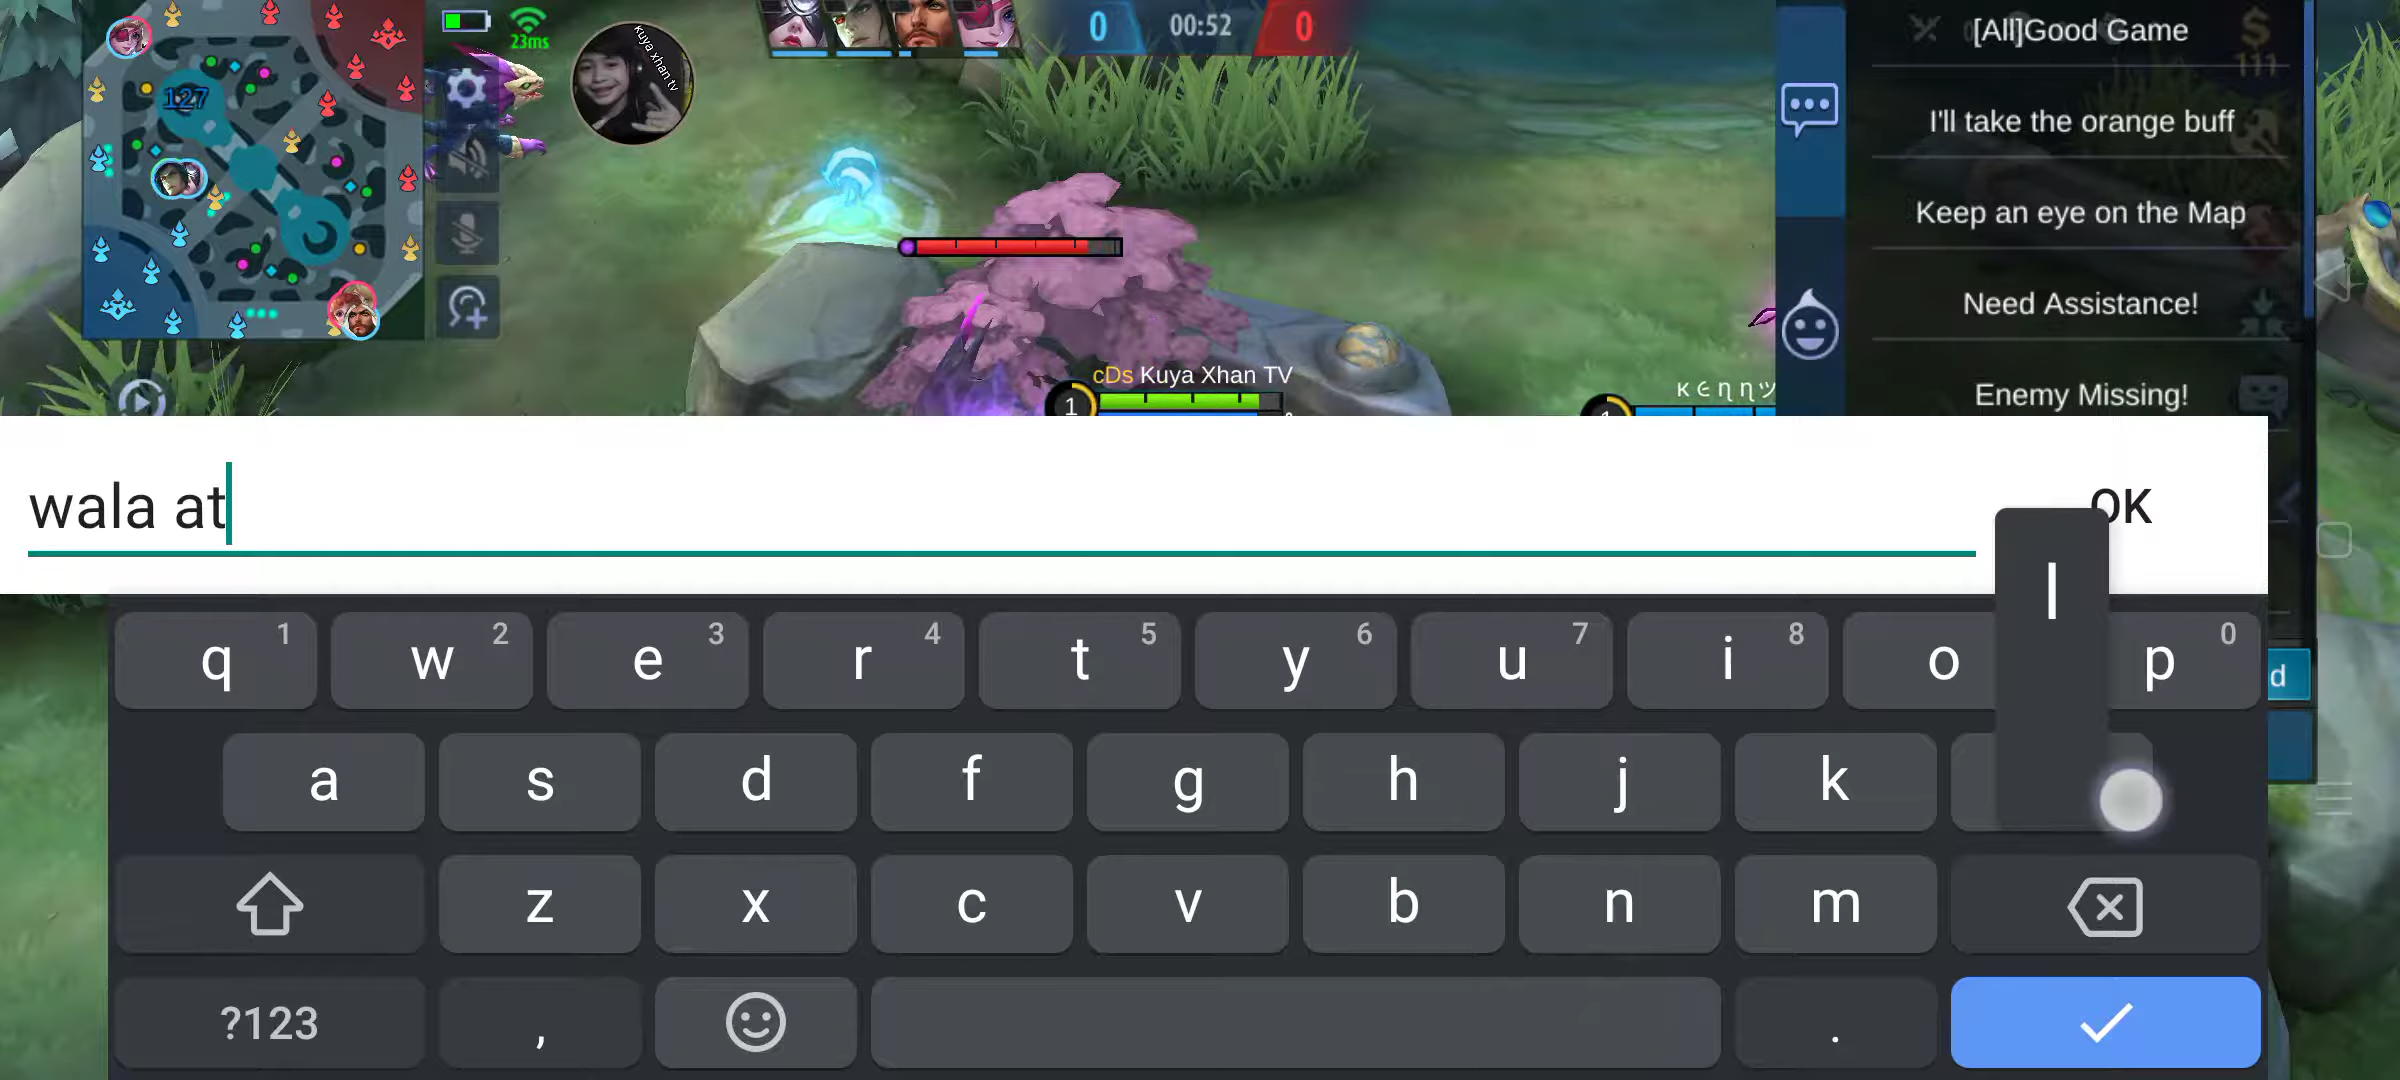 127
23ms
kuya xhan tv
0 00:52 0
[All]Good Game
111
I'll take the orange buff
Keep an eye on the Map
Need Assistance!
Enemy Missing!
cDs Kuya Xhan TV
1
κ ∈ η η ツ
wala at
OK
l
q 1 w 2 e 3 r 4 t 5 y 6 u 7 i 8 o p 0
d
a s d f g h j k
z x c v b n m
?123 , .